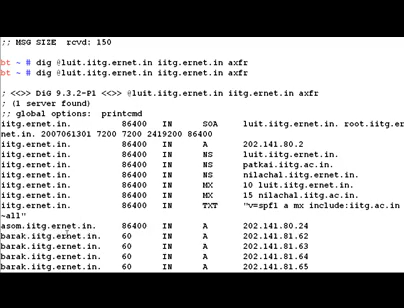 ;; MSG SIZE rcvd: 150
bt ~ # dig @luit.iitg.ernet.in iitg.ernet.in axfr
bt ~ # dig @luit.iitg.ernet.in iitg.ernet.in axfr
; <<>> DiG 9.3.2-P1 <<>> @luit.iitg.ernet.in iitg.ernet.in axfr
; (1 server found)
;; global options: printcmd
iitg.ernet.in. 86400 IN SOA luit.iitg.ernet.in. root.iitg.er
net.in. 2007061301 7200 7200 2419200 86400
iitg.ernet.in. 86400 IN A 202.141.80.2
iitg.ernet.in. 86400 IN NS luit.iitg.ernet.in.
iitg.ernet.in. 86400 IN NS patkai.iitg.ac.in.
iitg.ernet.in. 86400 IN NS nilachal.iitg.ernet.in.
iitg.ernet.in. 86400 IN MX 10 luit.iitg.ernet.in.
iitg.ernet.in. 86400 IN MX 15 nilachal.iitg.ernet.in.
iitg.ernet.in. 86400 IN TXT "v=spf1 a mx include:iitg.ac.in
~all"
asom.iitg.ernet.in. 86400 IN A 202.141.80.24
barak.iitg.ernet.in. 60 IN A 202.141.81.62
barak.iitg.ernet.in. 60 IN A 202.141.81.63
barak.iitg.ernet.in. 60 IN A 202.141.81.64
barak.iitg.ernet.in. 60 IN A 202.141.81.65